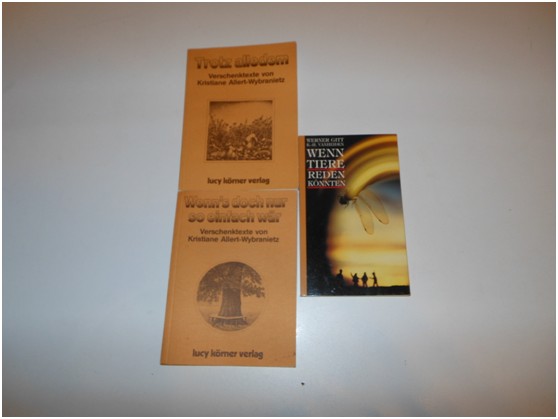 Trotz alledem
Verschenktexte von
Kristiane Allert-Wybranietz
lucy körner verlag
Wenn's doch nur
so einfach wär
Verschenktexte von
Kristiane Allert-Wybranietz
lucy körner verlag
WERNER GITT
K.-H. VANHEIDEN
WENN
TIERE
REDEN
KÖNNTEN